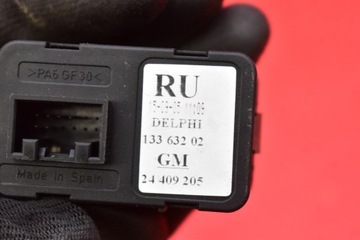 >PA6 GF30<
Made in Spain
RU
DELPHI
133 632 02
GM
24 409 205